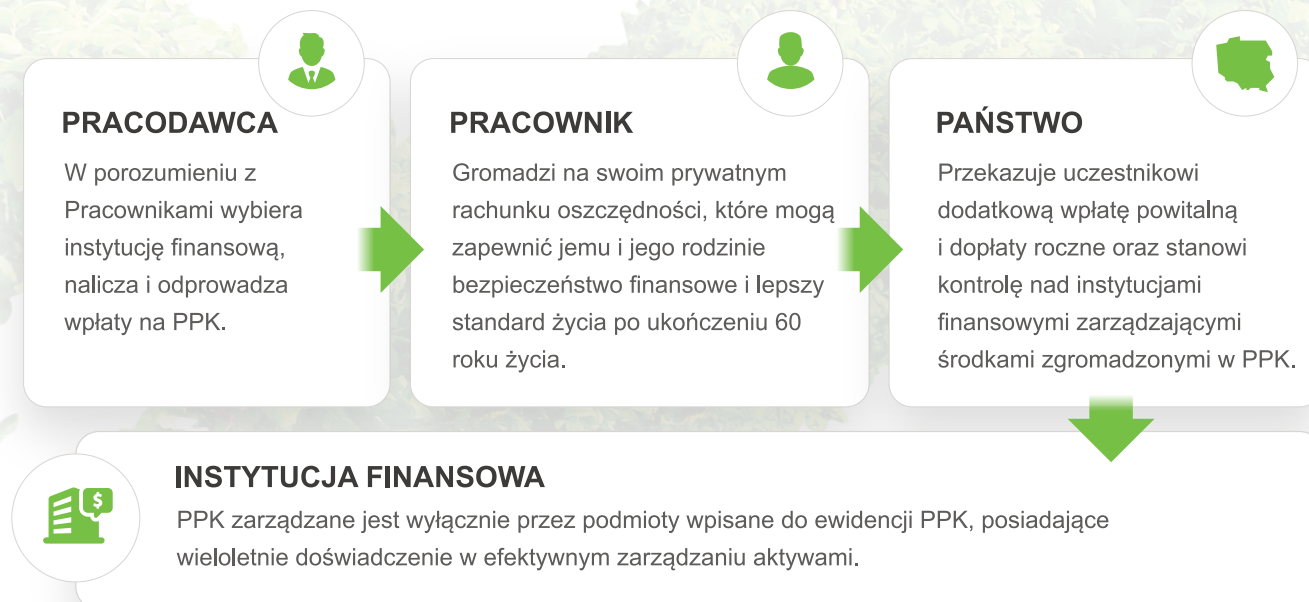 PRACODAWCA
W porozumieniu z
Pracownikami wybiera
instytucję finansową,
nalicza i odprowadza
wpłaty na PPK.
PRACOWNIK
Gromadzi na swoim prywatnym
rachunku oszczędności, które mogą
zapewnić jemu i jego rodzinie
bezpieczeństwo finansowe i lepszy
standard życia po ukończeniu 60
roku życia.
PAŃSTWO
Przekazuje uczestnikowi
dodatkową wpłatę powitalną
i dopłaty roczne oraz stanowi
kontrolę nad instytucjami
finansowymi zarządzającymi
środkami zgromadzonymi w PPK.
$
INSTYTUCJA FINANSOWA
PPK zarządzane jest wyłącznie przez podmioty wpisane do ewidencji PPK, posiadające
wieloletnie doświadczenie w efektywnym zarządzaniu aktywami.